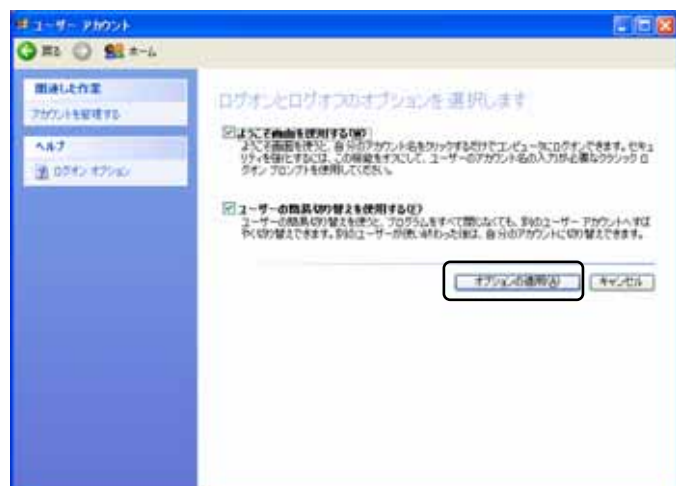 ユーザー アカウント
戻る ホーム
関連した作業
アカウントを管理する
ヘルプ
ログオン オプション
ログオンとログオフのオプションを選択します
ようこそ画面を使用する(W)
ようこそ画面を使うと、自分のアカウント名をクリックするだけでコンピュータにログオンできます。セキュ
リティを強化するには、この機能をオフにして、ユーザーのアカウント名の入力が必要なクラシック ロ
グオン プロンプトを使用してください。
ユーザーの簡易切り替えを使用する(E)
ユーザーの簡易切り替えを使うと、プログラムをすべて閉じなくても、別のユーザー アカウントへすば
やく切り替えできます。別のユーザーが使い終わった後は、自分のアカウントに切り替えできます。
オプションの適用(A) キャンセル